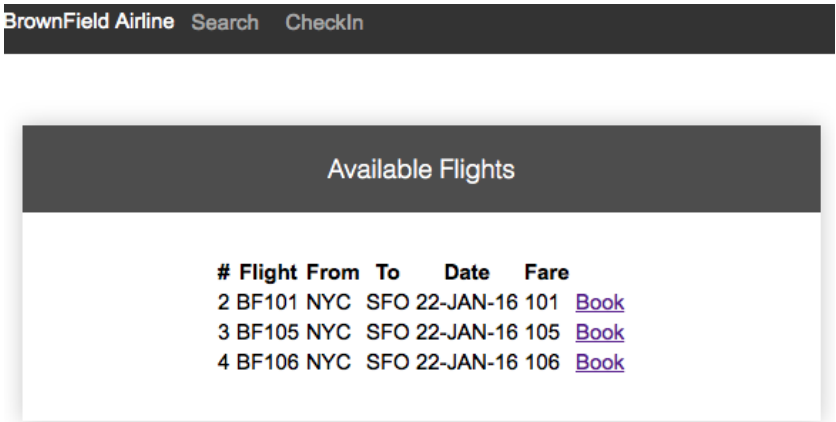 BrownField Airline Search CheckIn
Available Flights
# Flight From To Date Fare
2 BF101 NYC SFO 22-JAN-16 101 Book
3 BF105 NYC SFO 22-JAN-16 105 Book
4 BF106 NYC SFO 22-JAN-16 106 Book